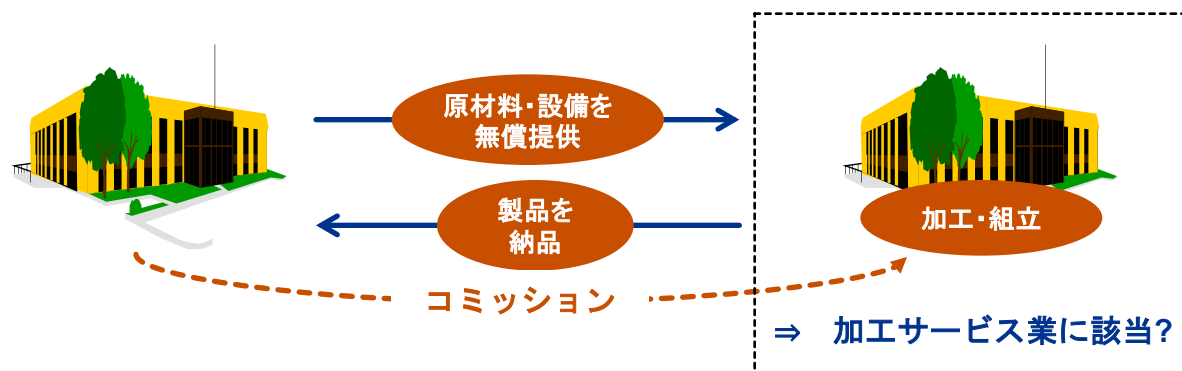 原材料・設備を
無償提供
製品を
納品
加工・組立
コミッション
⇒ 加工サービス業に該当?